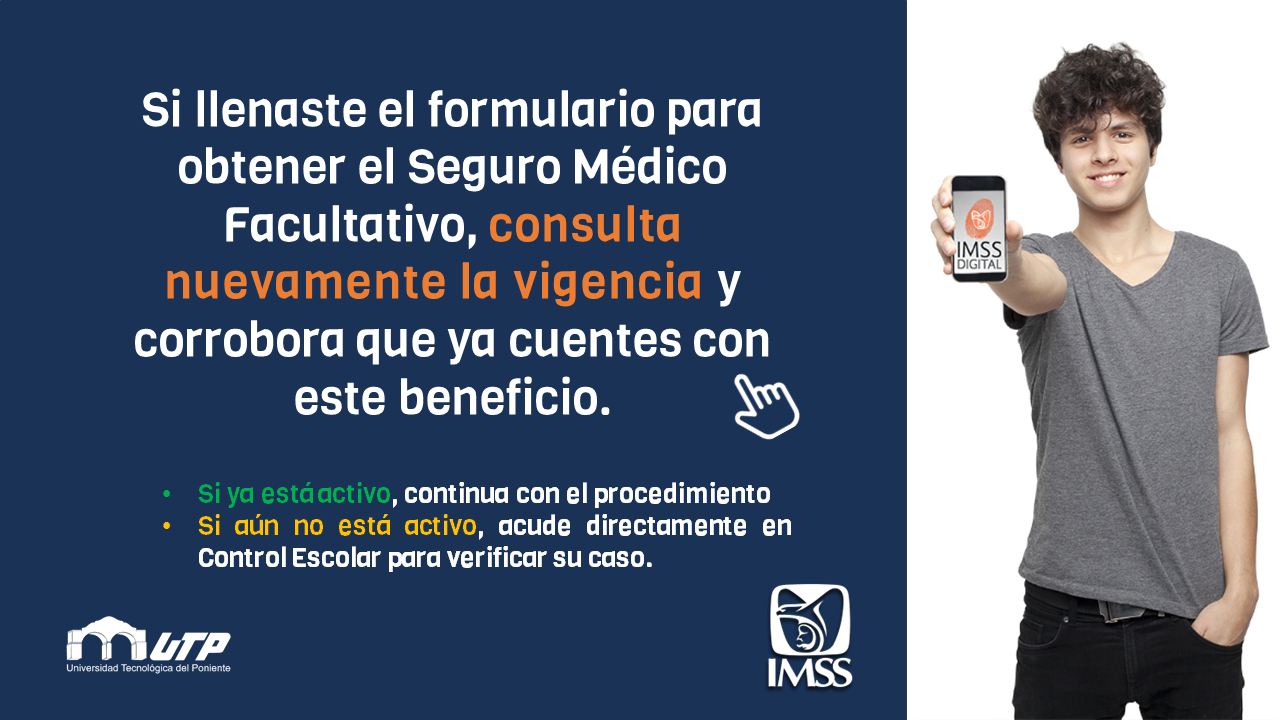 Si llenaste el formulario para
obtener el Seguro Médico
Facultativo, consulta
nuevamente la vigencia y
corrobora que ya cuentes con
este beneficio.
• Si ya está activo, continua con el procedimiento
• Si aún no está activo, acude directamente en
Control Escolar para verificar su caso.
UTP
Universidad Tecnológica del Poniente
IMSS
IMSS
DIGITAL